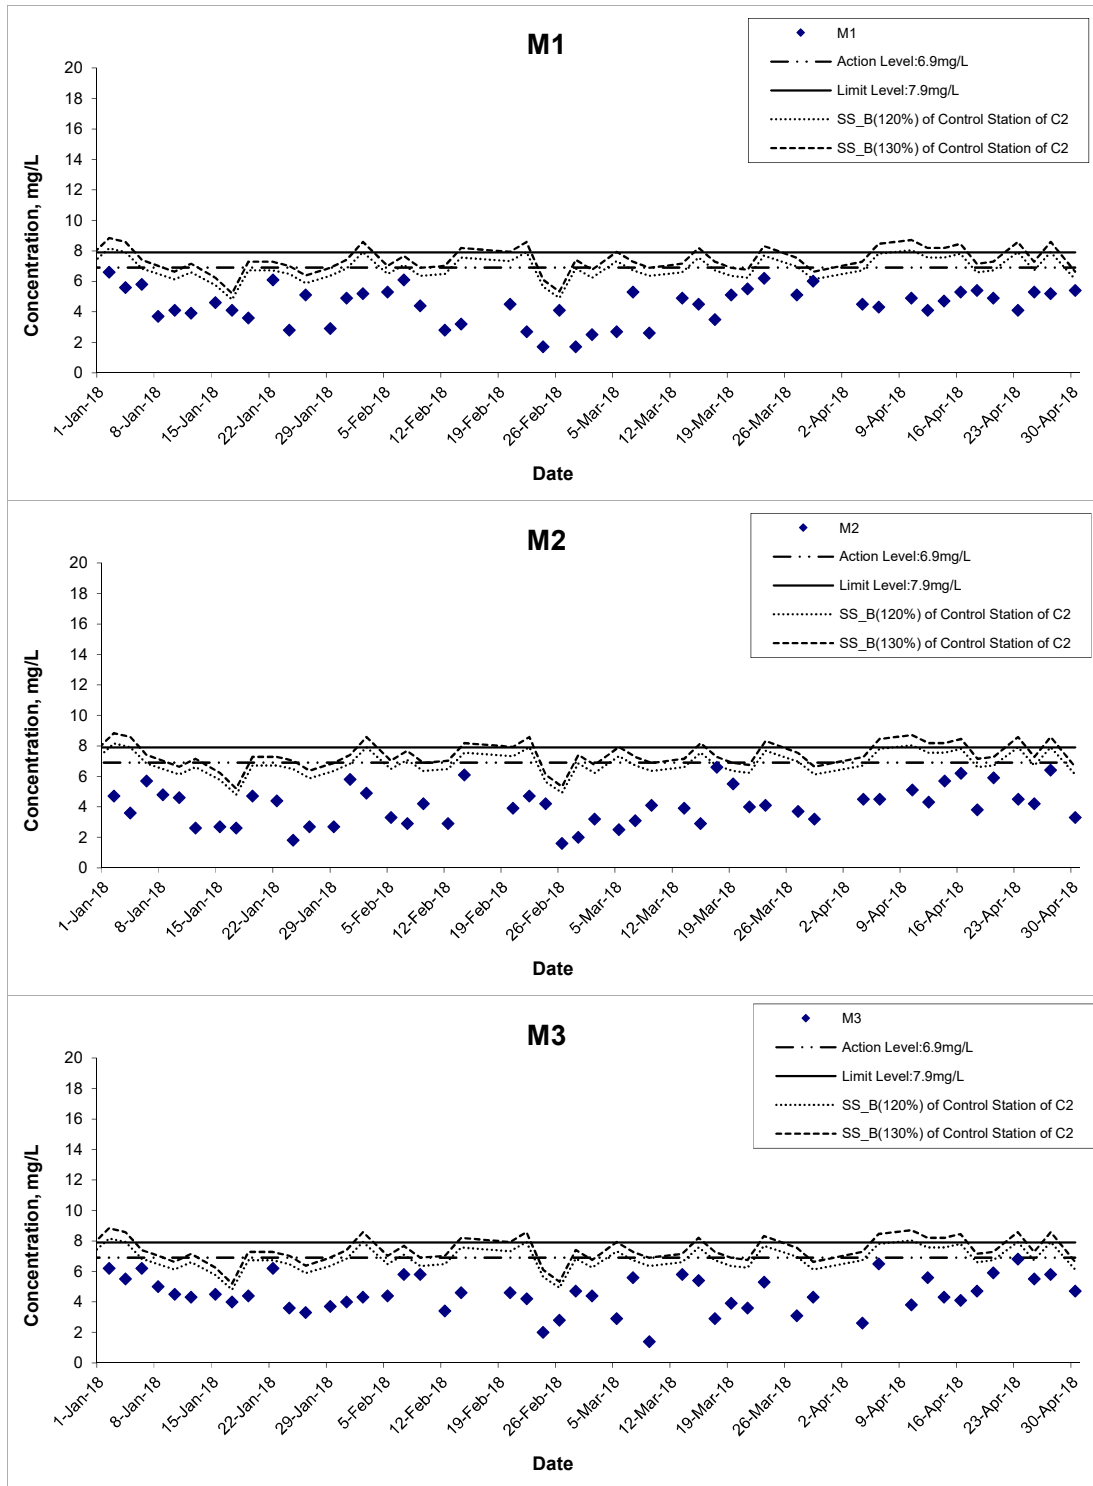 M1
M1
Action Level:6.9mg/L
Limit Level:7.9mg/L
SS_B(120%) of Control Station of C2
SS_B(130%) of Control Station of C2
Concentration, mg/L
20
18
16
14
12
10
8
6
4
2
0
1-Jan-18
8-Jan-18
15-Jan-18
22-Jan-18
29-Jan-18
5-Feb-18
12-Feb-18
19-Feb-18
26-Feb-18
5-Mar-18
12-Mar-18
19-Mar-18
26-Mar-18
2-Apr-18
9-Apr-18
16-Apr-18
23-Apr-18
30-Apr-18
Date
M2
M2
Action Level:6.9mg/L
Limit Level:7.9mg/L
SS_B(120%) of Control Station of C2
SS_B(130%) of Control Station of C2
Concentration, mg/L
20
18
16
14
12
10
8
6
4
2
0
1-Jan-18
8-Jan-18
15-Jan-18
22-Jan-18
29-Jan-18
5-Feb-18
12-Feb-18
19-Feb-18
26-Feb-18
5-Mar-18
12-Mar-18
19-Mar-18
26-Mar-18
2-Apr-18
9-Apr-18
16-Apr-18
23-Apr-18
30-Apr-18
Date
M3
M3
Action Level:6.9mg/L
Limit Level:7.9mg/L
SS_B(120%) of Control Station of C2
SS_B(130%) of Control Station of C2
Concentration, mg/L
20
18
16
14
12
10
8
6
4
2
0
1-Jan-18
8-Jan-18
15-Jan-18
22-Jan-18
29-Jan-18
5-Feb-18
12-Feb-18
19-Feb-18
26-Feb-18
5-Mar-18
12-Mar-18
19-Mar-18
26-Mar-18
2-Apr-18
9-Apr-18
16-Apr-18
23-Apr-18
30-Apr-18
Date